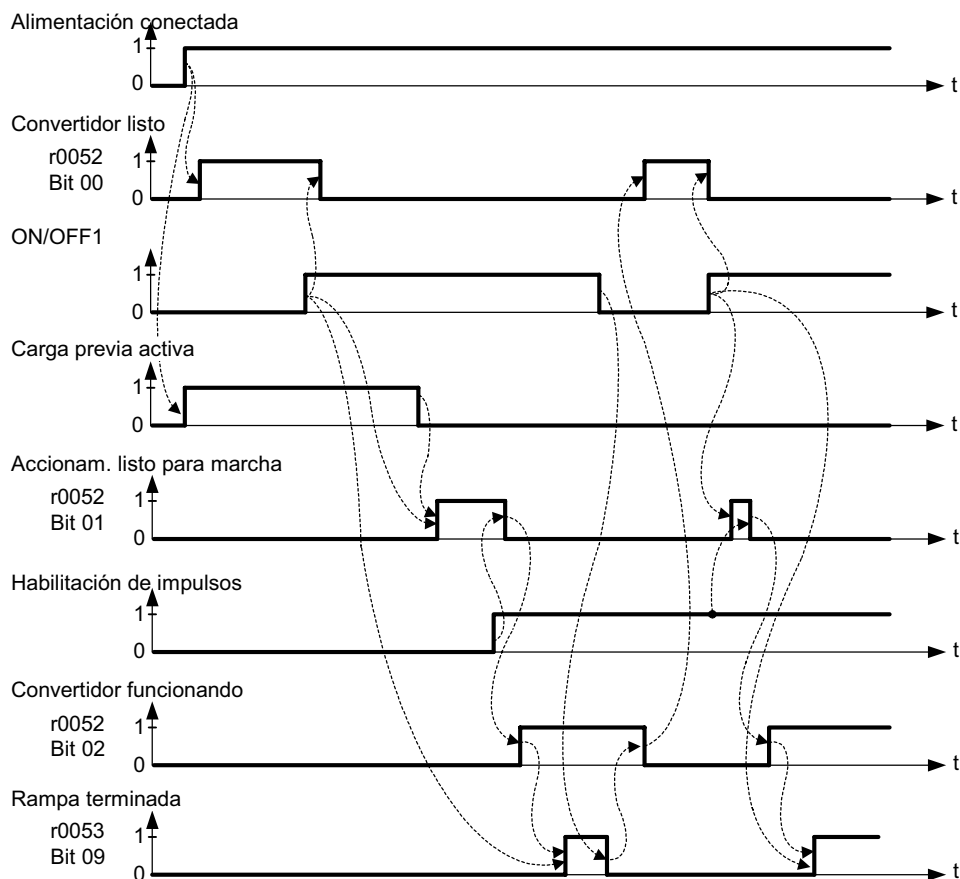 Alimentación conectada
1
0
t
Convertidor listo
r0052
Bit 00
1
0
t
ON/OFF1
1
0
t
Carga previa activa
1
0
t
Accionam. listo para marcha
r0052
Bit 01
1
0
t
Habilitación de impulsos
1
0
t
Convertidor funcionando
r0052
Bit 02
1
0
t
Rampa terminada
r0053
Bit 09
1
0
t